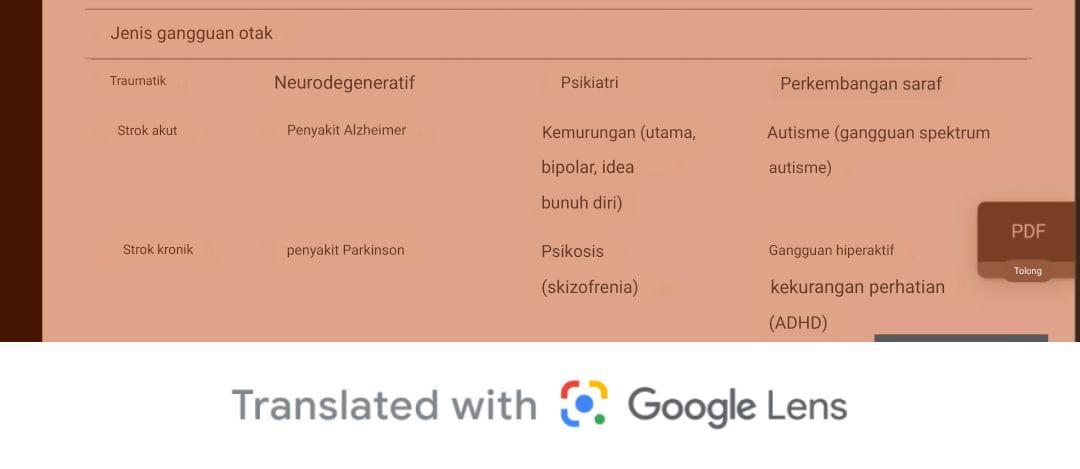 Jenis gangguan otak
Traumatik Neurodegeneratif Psikiatri Perkembangan saraf
Strok akut Penyakit Alzheimer Kemurungan (utama, Autisme (gangguan spektrum
bipolar, idea autisme)
bunuh diri)
PDF
Strok kronik penyakit Parkinson Psikosis Gangguan hiperaktif
Tolong
(skizofrenia) kekurangan perhatian
(ADHD)
Translated with Google Lens